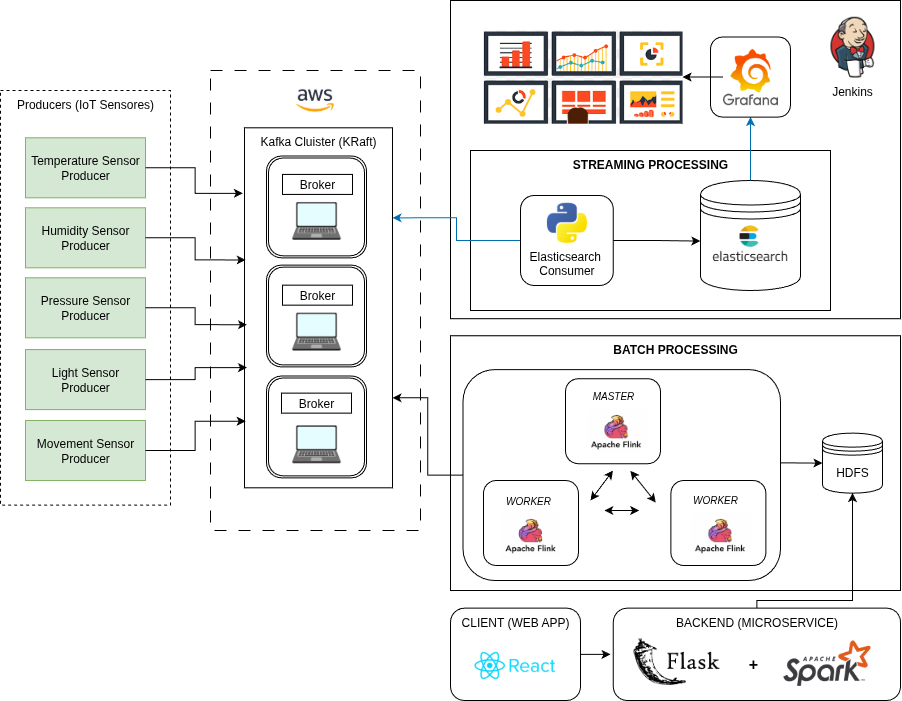 Producers (IoT Sensores)
Temperature Sensor
Producer
Humidity Sensor
Producer
Pressure Sensor
Producer
Light Sensor
Producer
Movement Sensor
Producer
aws
Kafka Cluister (KRaft)
Broker
Broker
Broker
Grafana
Jenkins
STREAMING PROCESSING
Elasticsearch
Consumer
elasticsearch
BATCH PROCESSING
MASTER
Apache Flink
WORKER
Apache Flink
WORKER
Apache Flink
HDFS
CLIENT (WEB APP)
React
BACKEND (MICROSERVICE)
Flask
+
APACHE
Spark